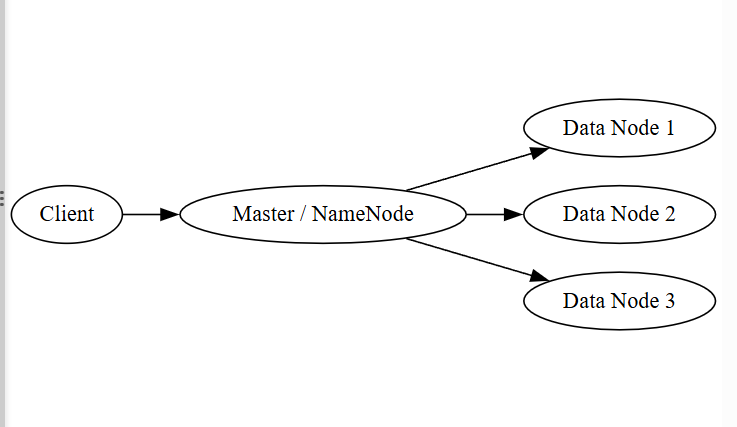 Client
Master / NameNode
Data Node 1
Data Node 2
Data Node 3